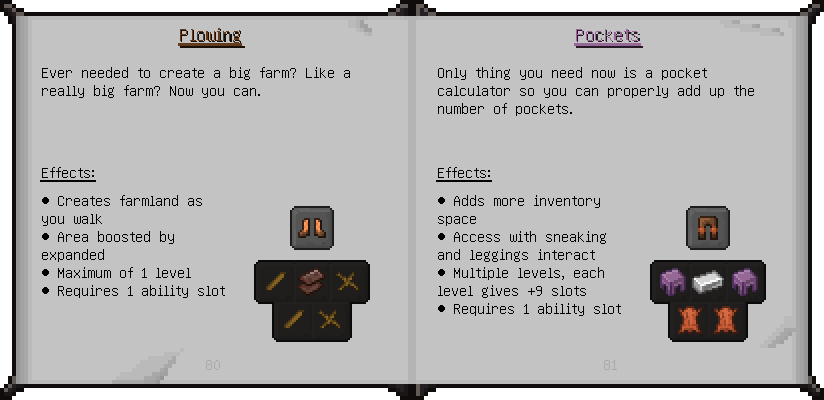 Plowing
Ever needed to create a big farm? Like a
really big farm? Now you can.
Effects:
• Creates farmland as
you walk
• Area boosted by
expanded
• Maximum of 1 level
• Requires 1 ability slot
80
Pockets
Only thing you need now is a pocket
calculator so you can properly add up the
number of pockets.
Effects:
• Adds more inventory
space
• Access with sneaking
and leggings interact
• Multiple levels, each
level gives +9 slots
• Requires 1 ability slot
81